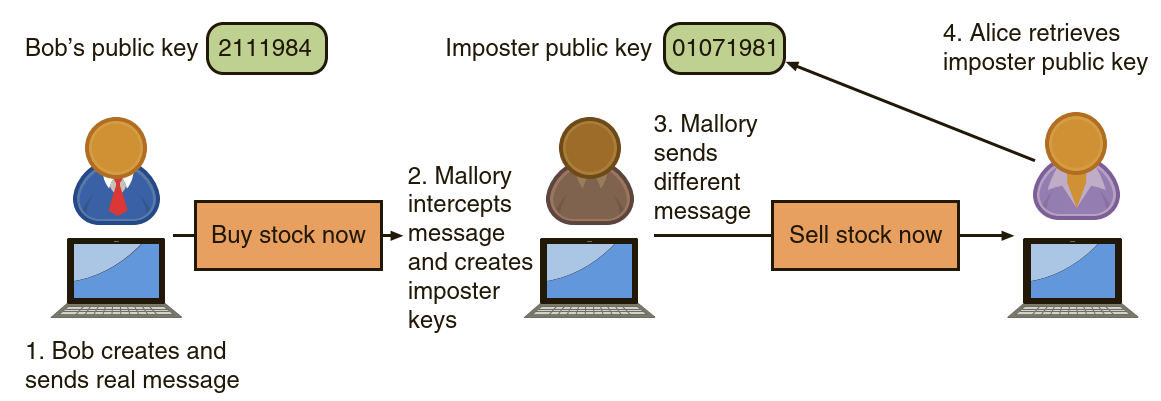 Bob’s public key
2111984
Imposter public key
01071981
4. Alice retrieves
imposter public key
3. Mallory
sends
different
message
2. Mallory
intercepts
message
and creates
imposter
keys
Buy stock now
Sell stock now
1. Bob creates and
sends real message